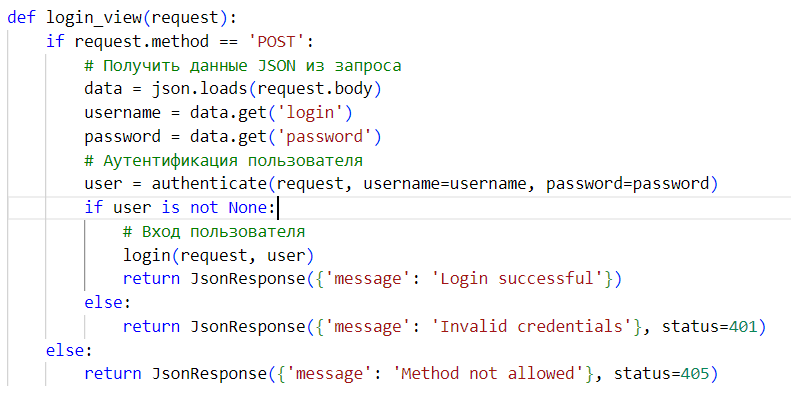 def login_view(request):
    if request.method == 'POST':
        # Получить данные JSON из запроса
        data = json.loads(request.body)
        username = data.get('login')
        password = data.get('password')
        # Аутентификация пользователя
        user = authenticate(request, username=username, password=password)
        if user is not None:
            # Вход пользователя
            login(request, user)
            return JsonResponse({'message': 'Login successful'})
        else:
            return JsonResponse({'message': 'Invalid credentials'}, status=401)
    else:
        return JsonResponse({'message': 'Method not allowed'}, status=405)